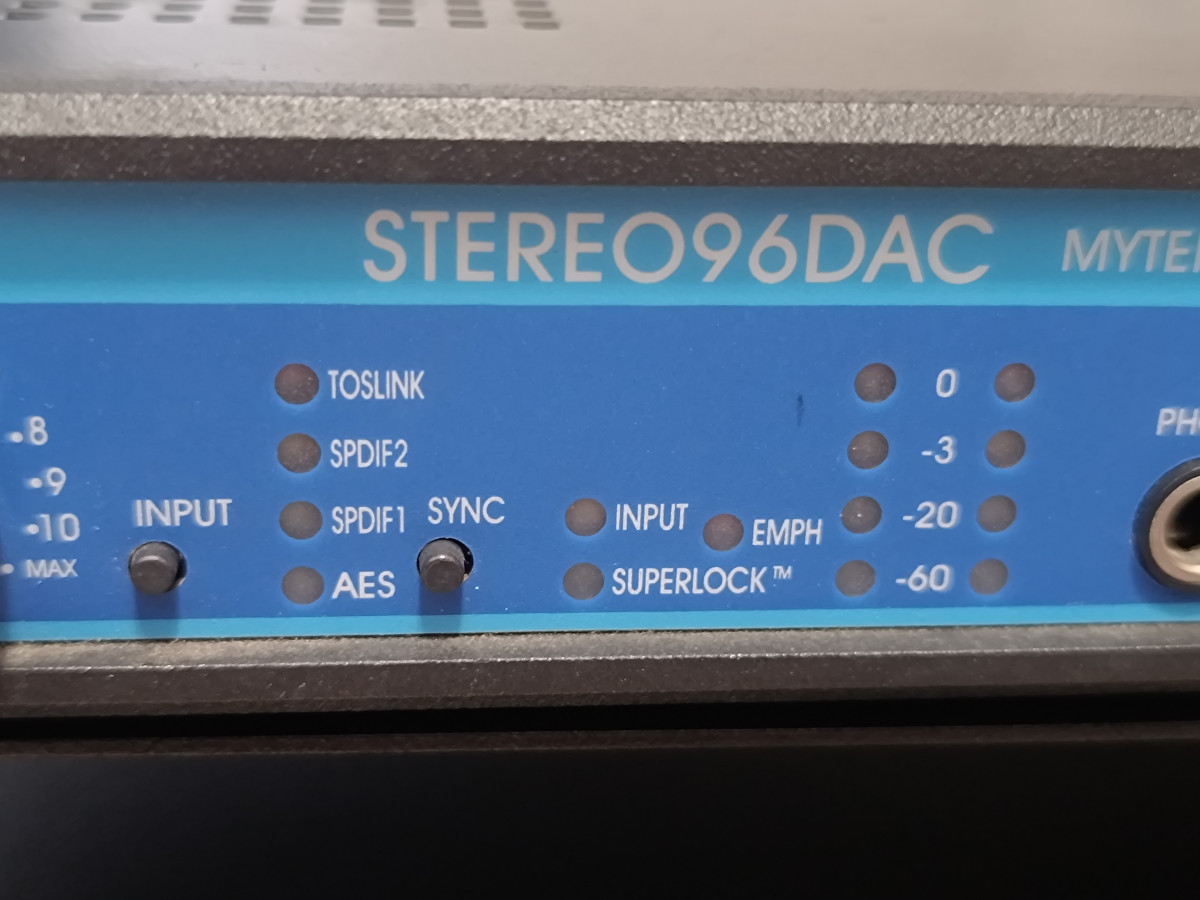 STEREO96DAC
TOSLINK
0
8
SPDIF2
-3
9
INPUT
SPDIF1
SYNC
INPUT
EMPH
-20
10
MAX
AES
SUPERLOCK™
-60